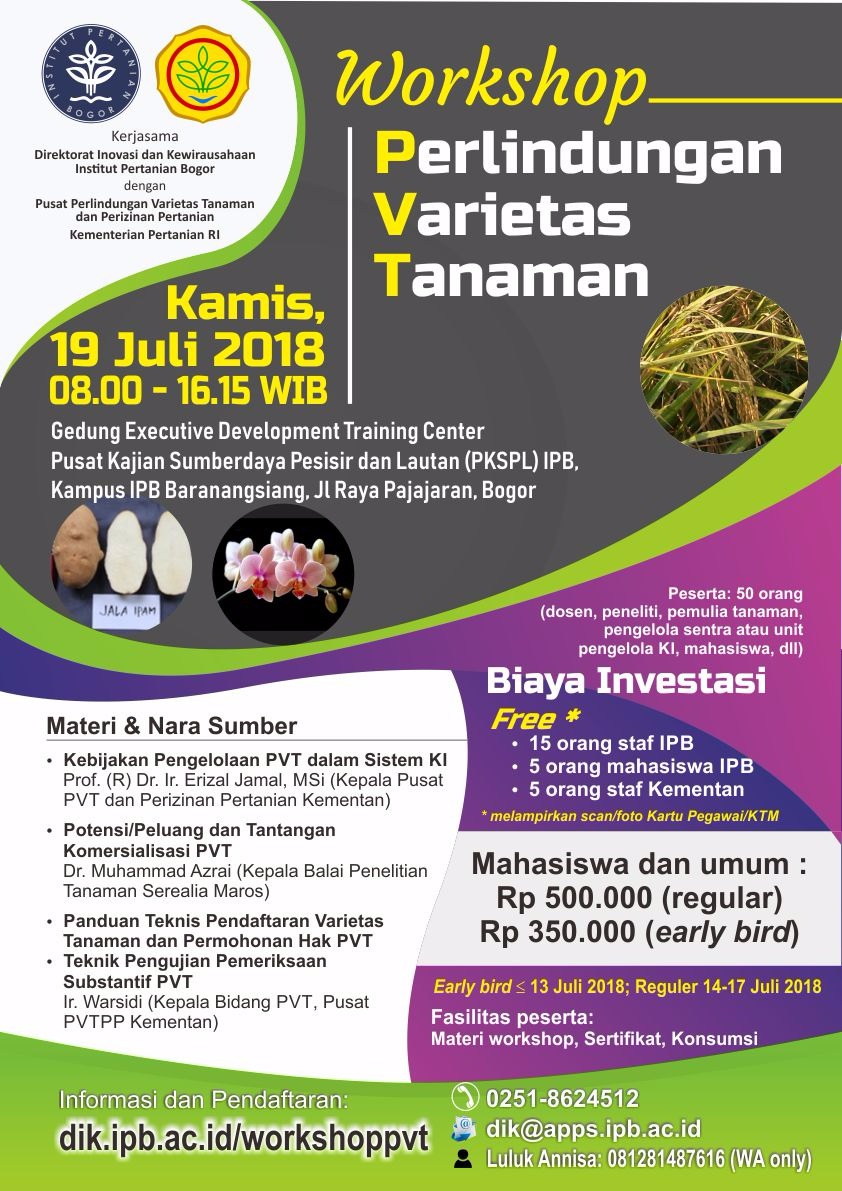 INSTITUT PERTANIAN
BOGOR
Kerjasama
Direktorat Inovasi dan Kewirausahaan
Institut Pertanian Bogor
dengan
Pusat Perlindungan Varietas Tanaman
dan Perizinan Pertanian
Kementerian Pertanian RI
Workshop
Perlindungan
Varietas
Tanaman
Kamis,
19 Juli 2018
08.00 - 16.15 WIB
Gedung Executive Development Training Center
Pusat Kajian Sumberdaya Pesisir dan Lautan (PKSPL) IPB,
Kampus IPB Baranangsiang, Jl Raya Pajajaran, Bogor
JALA IPAM
Peserta: 50 orang
(dosen, peneliti, pemulia tanaman,
pengelola sentra atau unit
pengelola KI, mahasiswa, dll)
Biaya Investasi
Free *
• 15 orang staf IPB
• 5 orang mahasiswa IPB
• 5 orang staf Kementan
* melampirkan scan/foto Kartu Pegawai/KTM
Mahasiswa dan umum :
Rp 500.000 (regular)
Rp 350.000 (early bird)
Early bird ≤ 13 Juli 2018; Reguler 14-17 Juli 2018
Fasilitas peserta:
Materi workshop, Sertifikat, Konsumsi
Materi & Nara Sumber
• Kebijakan Pengelolaan PVT dalam Sistem KI
Prof. (R) Dr. Ir. Erizal Jamal, MSi (Kepala Pusat
PVT dan Perizinan Pertanian Kementan)
• Potensi/Peluang dan Tantangan
Komersialisasi PVT
Dr. Muhammad Azrai (Kepala Balai Penelitian
Tanaman Serealia Maros)
• Panduan Teknis Pendaftaran Varietas
Tanaman dan Permohonan Hak PVT
• Teknik Pengujian Pemeriksaan
Substantif PVT
Ir. Warsidi (Kepala Bidang PVT, Pusat
PVTPP Kementan)
Informasi dan Pendaftaran:
dik.ipb.ac.id/workshoppvt
0251-8624512
dik@apps.ipb.ac.id
Luluk Annisa: 081281487616 (WA only)